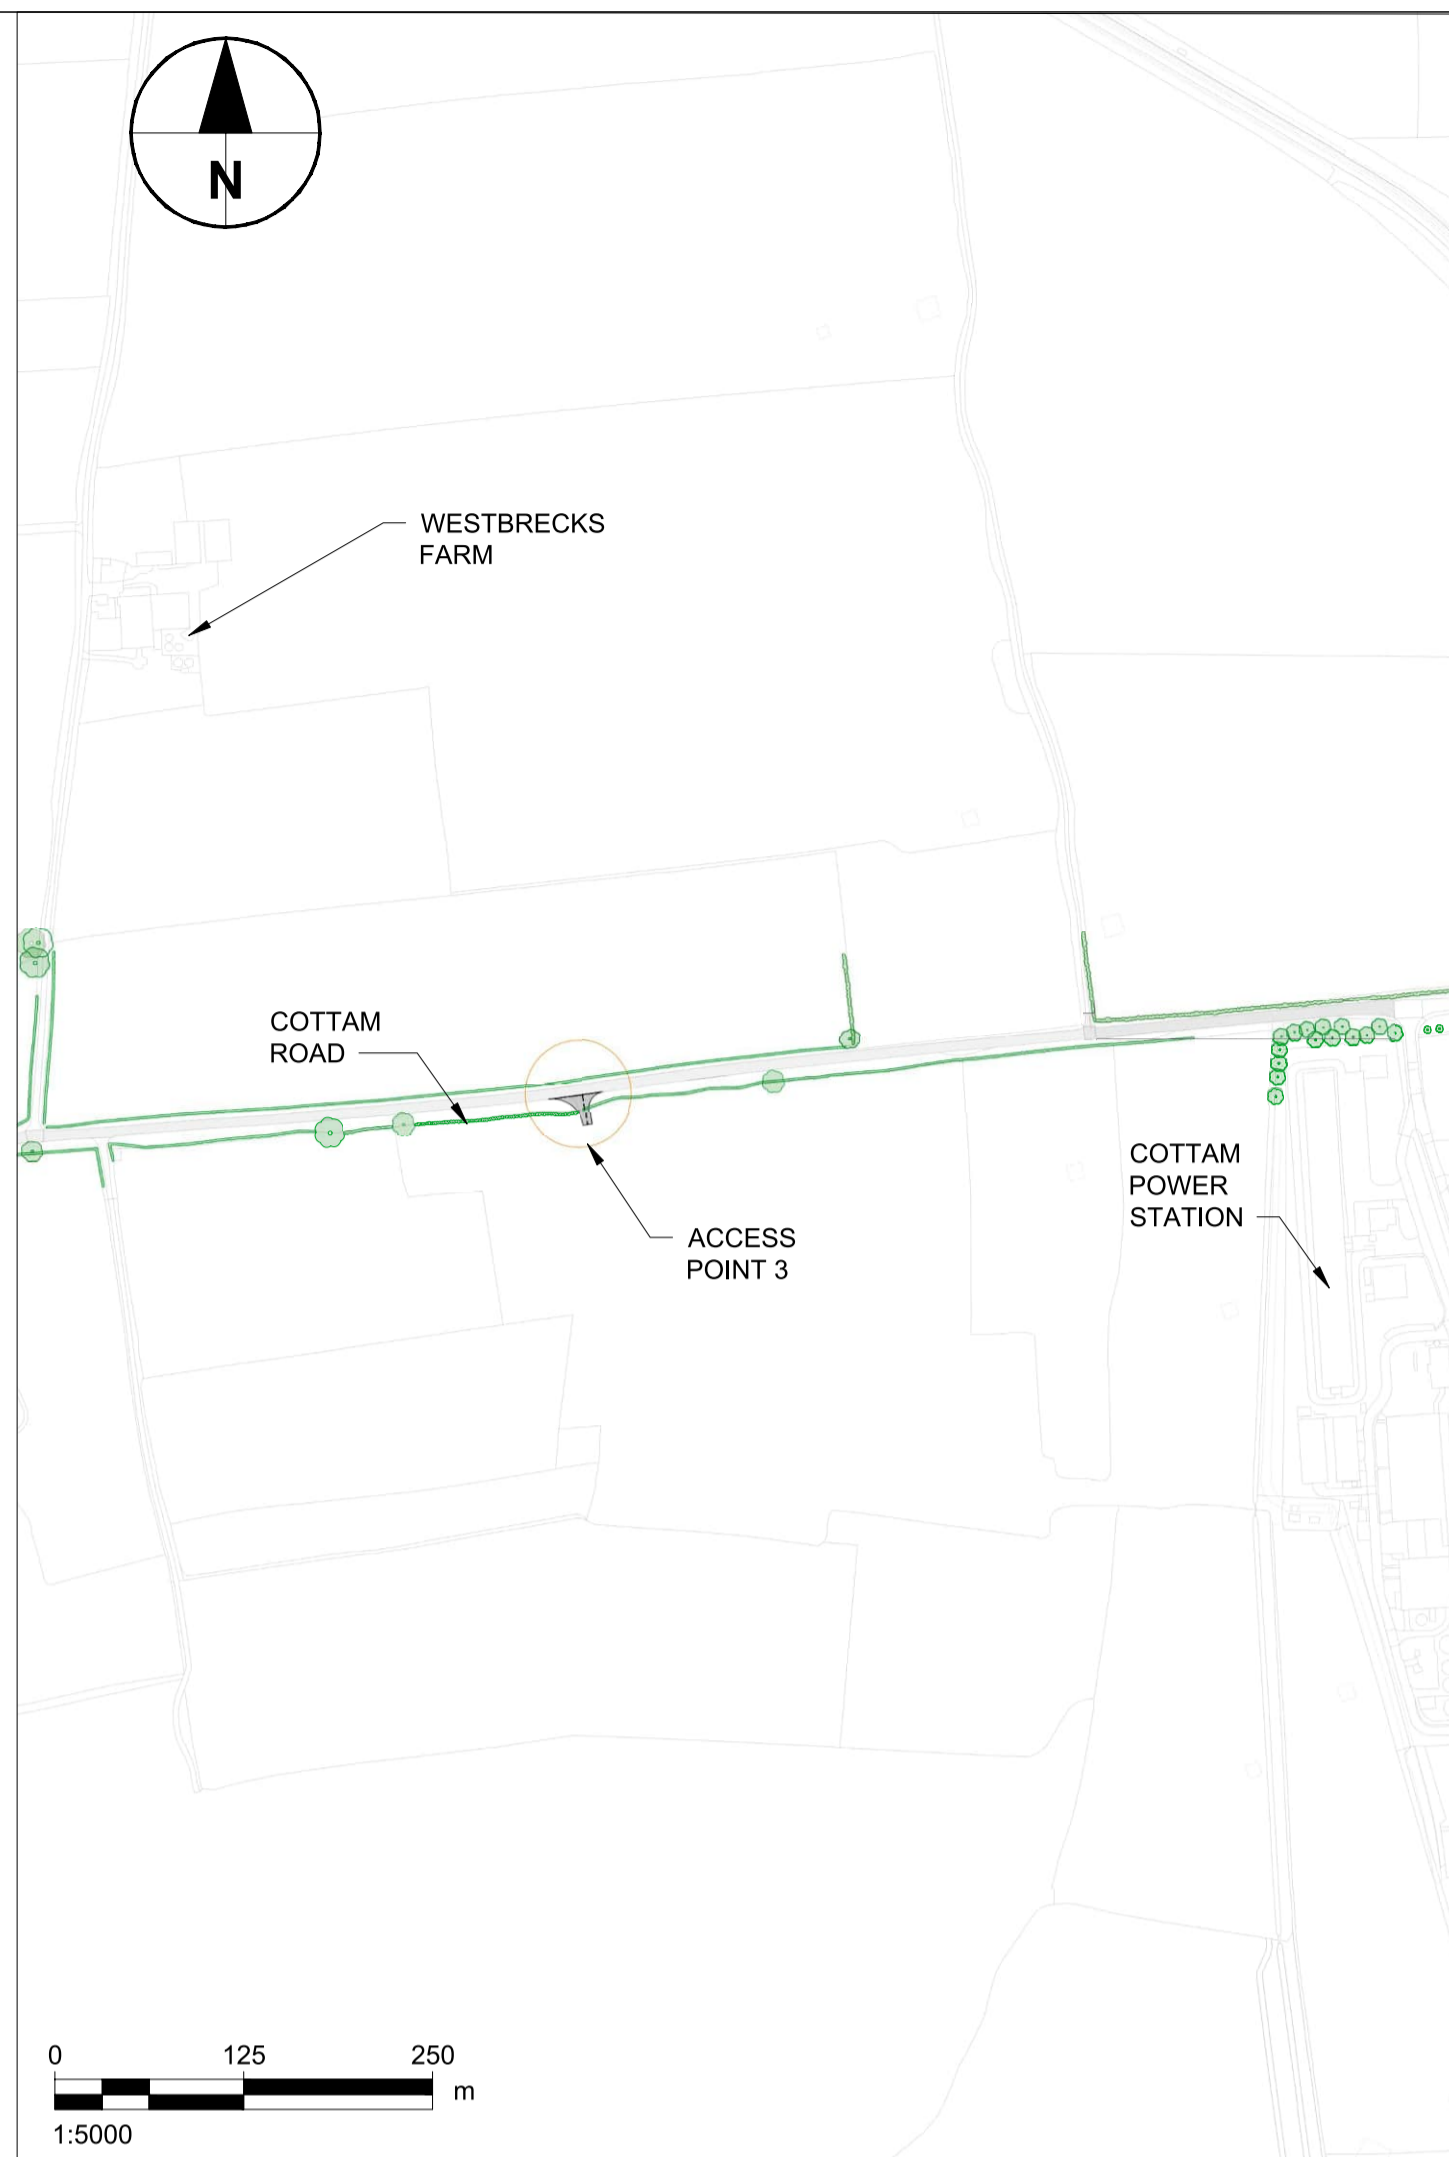 N
WESTBRECKS
FARM
COTTAM
ROAD
ACCESS
POINT 3
COTTAM
POWER
STATION
0 125 250
m
1:5000